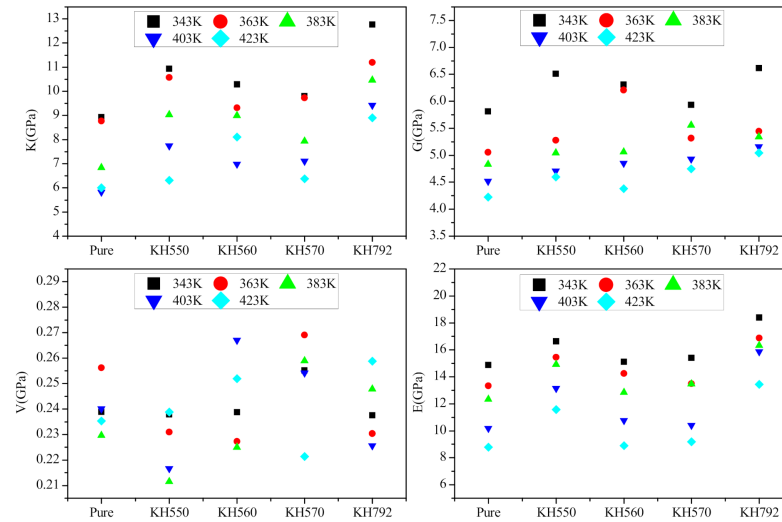 343K 363K 383K
403K 423K
13
12
11
10
9
8
7
6
5
4
K(GPa)
Pure KH550 KH560 KH570 KH792
343K 363K 383K
403K 423K
8.0
7.5
7.0
6.5
6.0
5.5
5.0
4.5
4.0
3.5
G(GPa)
Pure KH550 KH560 KH570 KH792
343K 363K 383K
403K 423K
0.29
0.28
0.27
0.26
0.25
0.24
0.23
0.22
0.21
V(GPa)
Pure KH550 KH560 KH570 KH792
343K 363K 383K
403K 423K
22
20
18
16
14
12
10
8
6
E(GPa)
Pure KH550 KH560 KH570 KH792